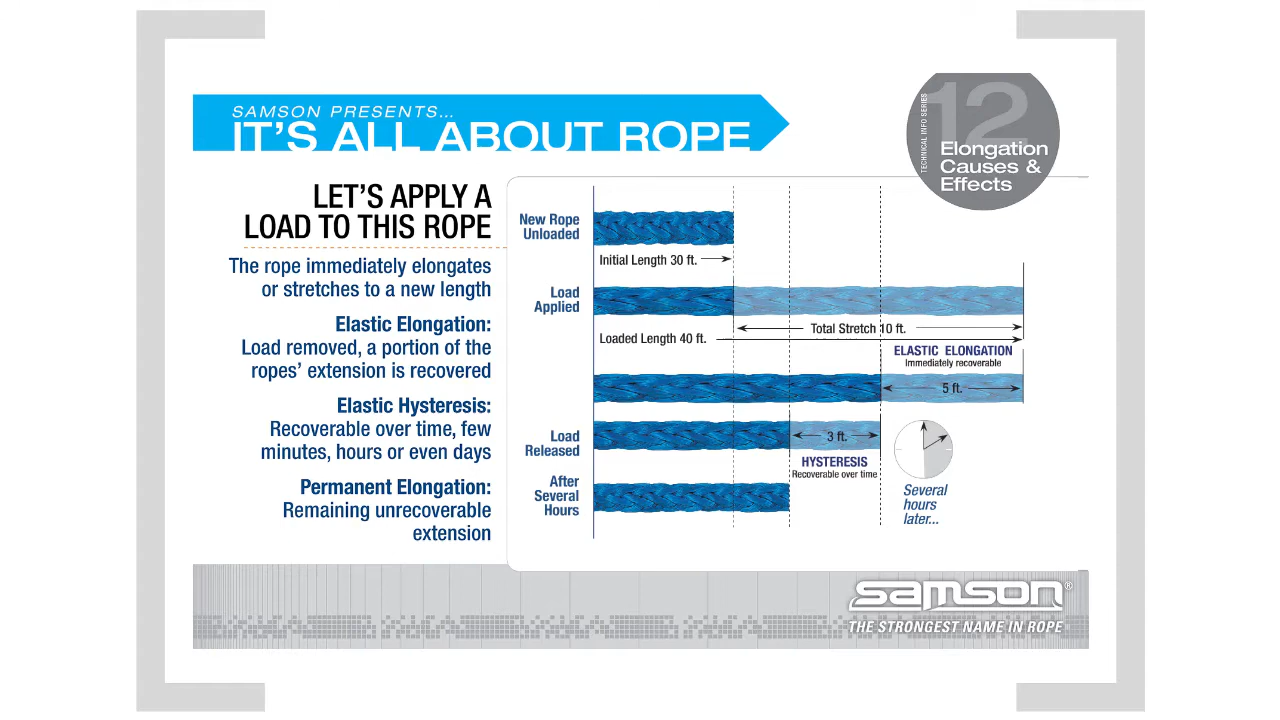 SAMSON PRESENTS...
IT'S ALL ABOUT ROPE
TECHNICAL INFO SERIES
12
Elongation
Causes &
Effects
LET'S APPLY A
LOAD TO THIS ROPE
The rope immediately elongates
or stretches to a new length
Elastic Elongation:
Load removed, a portion of the
ropes' extension is recovered
Elastic Hysteresis:
Recoverable over time, few
minutes, hours or even days
Permanent Elongation:
Remaining unrecoverable
extension
New Rope
Unloaded
Initial Length 30 ft.
Load
Applied
Total Stretch 10 ft.
Loaded Length 40 ft.
ELASTIC ELONGATION
Immediately recoverable
5 ft.
Load
Released
3 ft.
HYSTERESIS
Recoverable over time
After
Several
Hours
Several
hours
later...
samson®
THE STRONGEST NAME IN ROPE